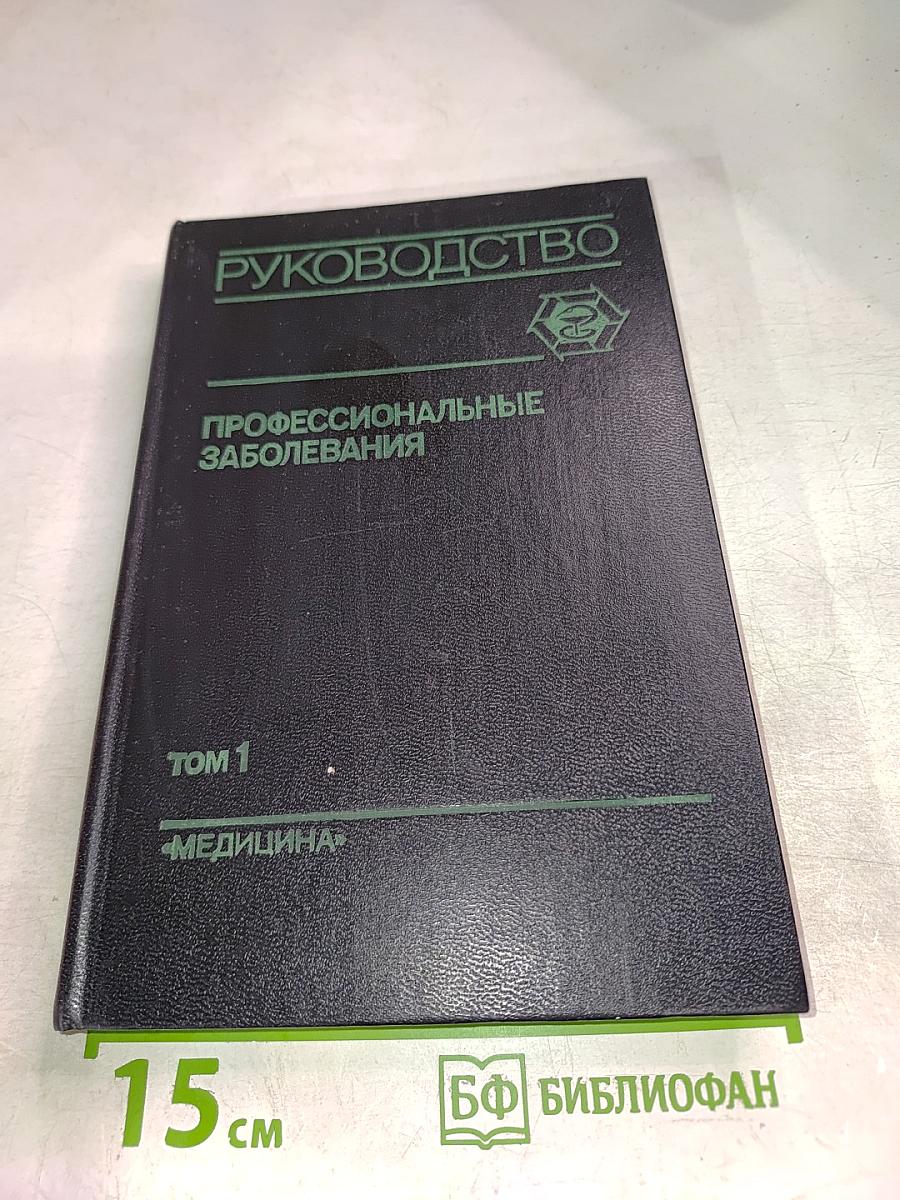 РУКОВОДСТВО
ПРОФЕССИОНАЛЬНЫЕ
ЗАБОЛЕВАНИЯ
ТОМ 1
«МЕДИЦИНА»
15 см
БФ БИБЛИОФАН